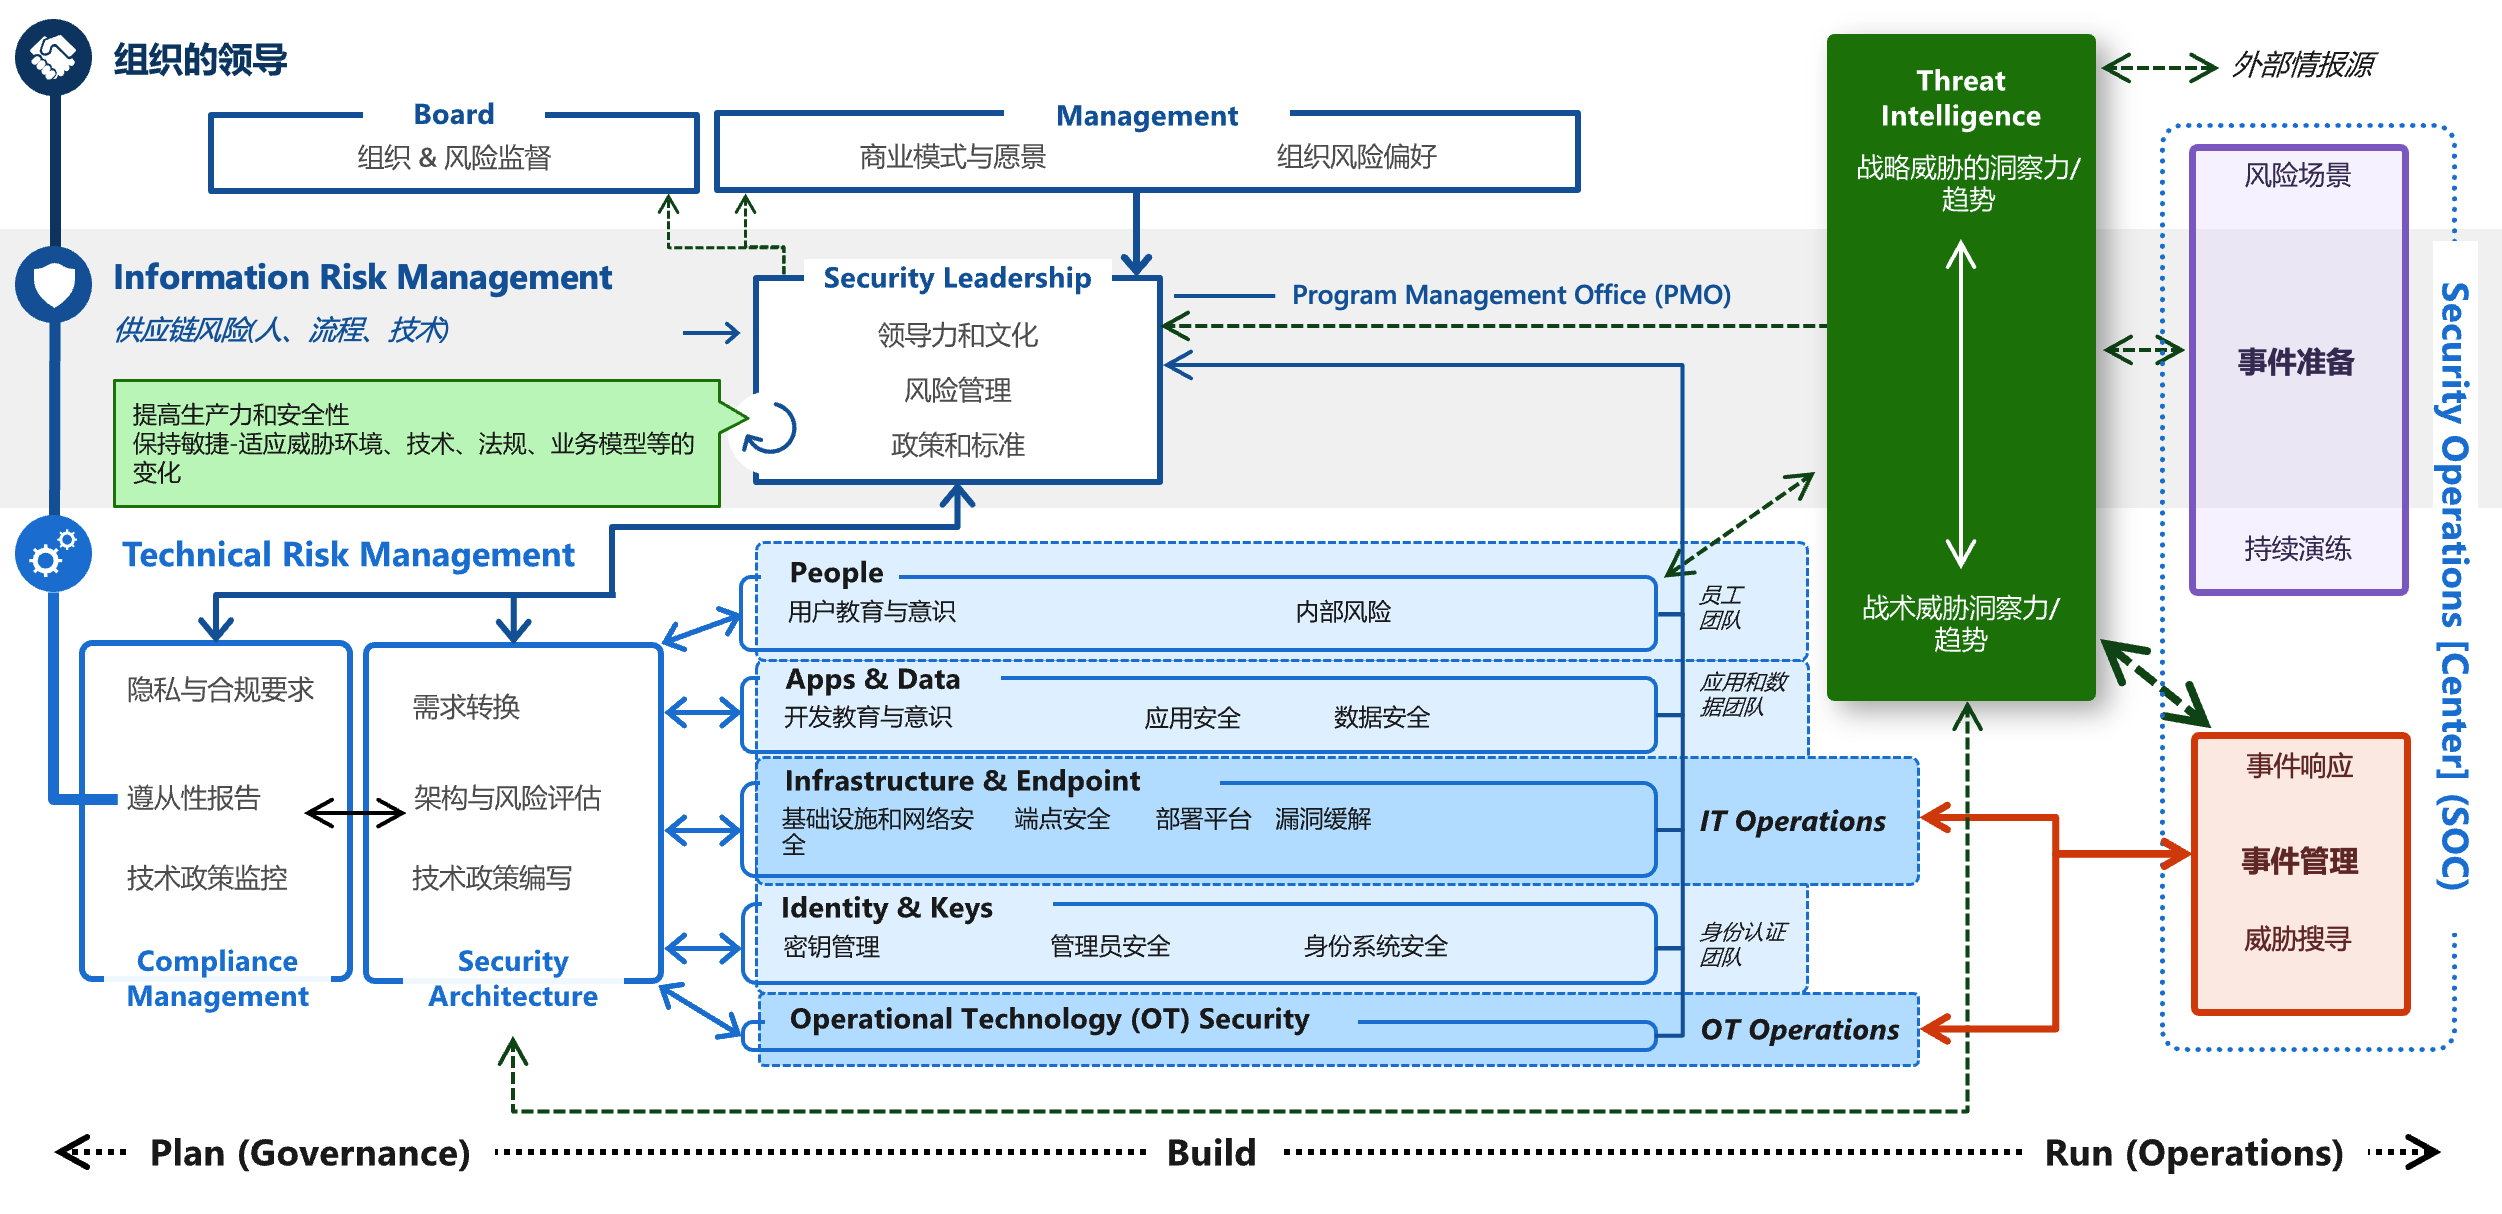 组织的领导
Board
组织 & 风险监督
Management
商业模式与愿景
组织风险偏好
Threat
Intelligence
战略威胁的洞察力/
趋势
战术威胁洞察力/
趋势
外部情报源
Information Risk Management
供应链风险(人、流程、技术)
Security Leadership
领导力和文化
风险管理
政策和标准
Program Management Office (PMO)
提高生产力和安全性
保持敏捷-适应威胁环境、技术、法规、业务模型等的
变化
风险场景
事件准备
持续演练
Security Operations [Center] (SOC)
Technical Risk Management
People
用户教育与意识
内部风险
员工
团队
Apps & Data
开发教育与意识
应用安全
数据安全
应用和数
据团队
Infrastructure & Endpoint
基础设施和网络安
全
端点安全
部署平台
漏洞缓解
IT Operations
Identity & Keys
密钥管理
管理员安全
身份系统安全
身份认证
团队
Operational Technology (OT) Security
OT Operations
隐私与合规要求
遵从性报告
技术政策监控
Compliance
Management
需求转换
架构与风险评估
技术政策编写
Security
Architecture
事件响应
事件管理
威胁搜寻
Plan (Governance)
Build
Run (Operations)